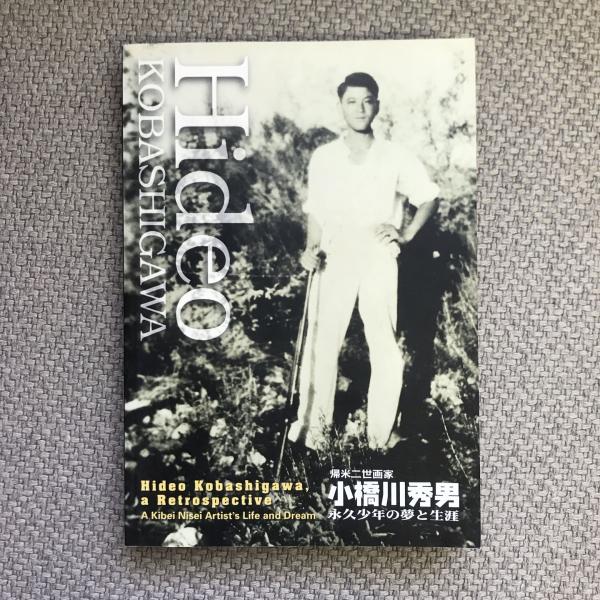 Hideo
KOBASHIGAWA
Hideo Kobashigawa,
a Retrospective
A Kibei Nisei Artist's Life and Dream
帰米二世画家
小橋川秀男
永久少年の夢と生涯